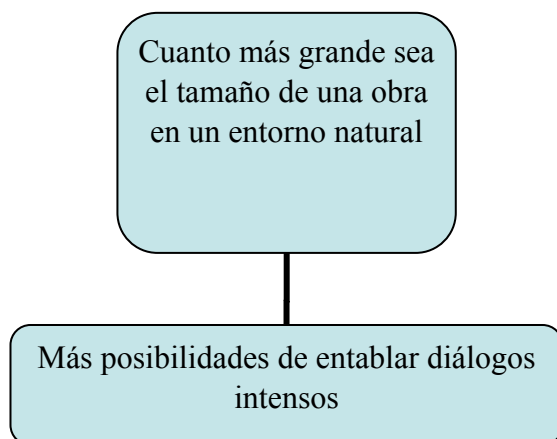 Cuanto más grande sea
el tamaño de una obra
en un entorno natural
Más posibilidades de entablar diálogos
intensos